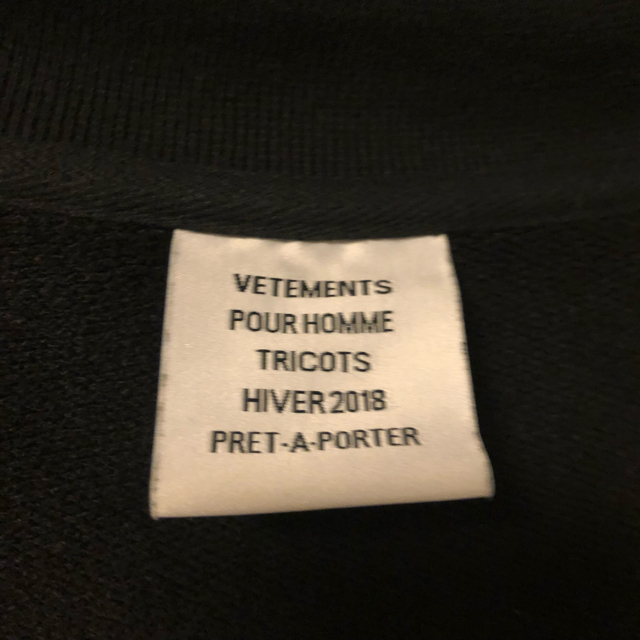 VETEMENTS
POUR HOMME
TRICOTS
HIVER 2018
PRET-A-PORTER